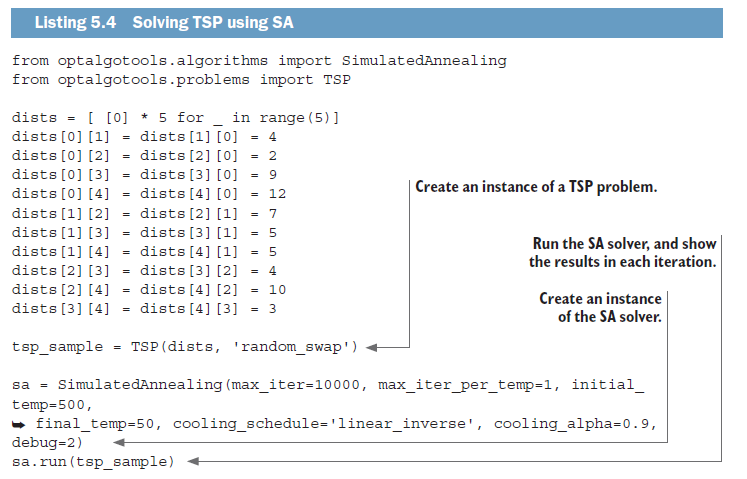 Listing 5.4 Solving TSP using SA
from optalgotools.algorithms import SimulatedAnnealing
from optalgotools.problems import TSP
dists = [ [0] * 5 for _ in range(5)]
dists[0][1] = dists[1][0] = 4
dists[0][2] = dists[2][0] = 2
dists[0][3] = dists[3][0] = 9
dists[0][4] = dists[4][0] = 12
dists[1][2] = dists[2][1] = 7
dists[1][3] = dists[3][1] = 5
dists[1][4] = dists[4][1] = 5
dists[2][3] = dists[3][2] = 4
dists[2][4] = dists[4][2] = 10
dists[3][4] = dists[4][3] = 3
Create an instance of a TSP problem.
Run the SA solver, and show
the results in each iteration.
Create an instance
of the SA solver.
tsp_sample = TSP(dists, 'random_swap')
sa = SimulatedAnnealing(max_iter=10000, max_iter_per_temp=1, initial_
temp=500,
➥ final_temp=50, cooling_schedule='linear_inverse', cooling_alpha=0.9,
debug=2)
sa.run(tsp_sample)